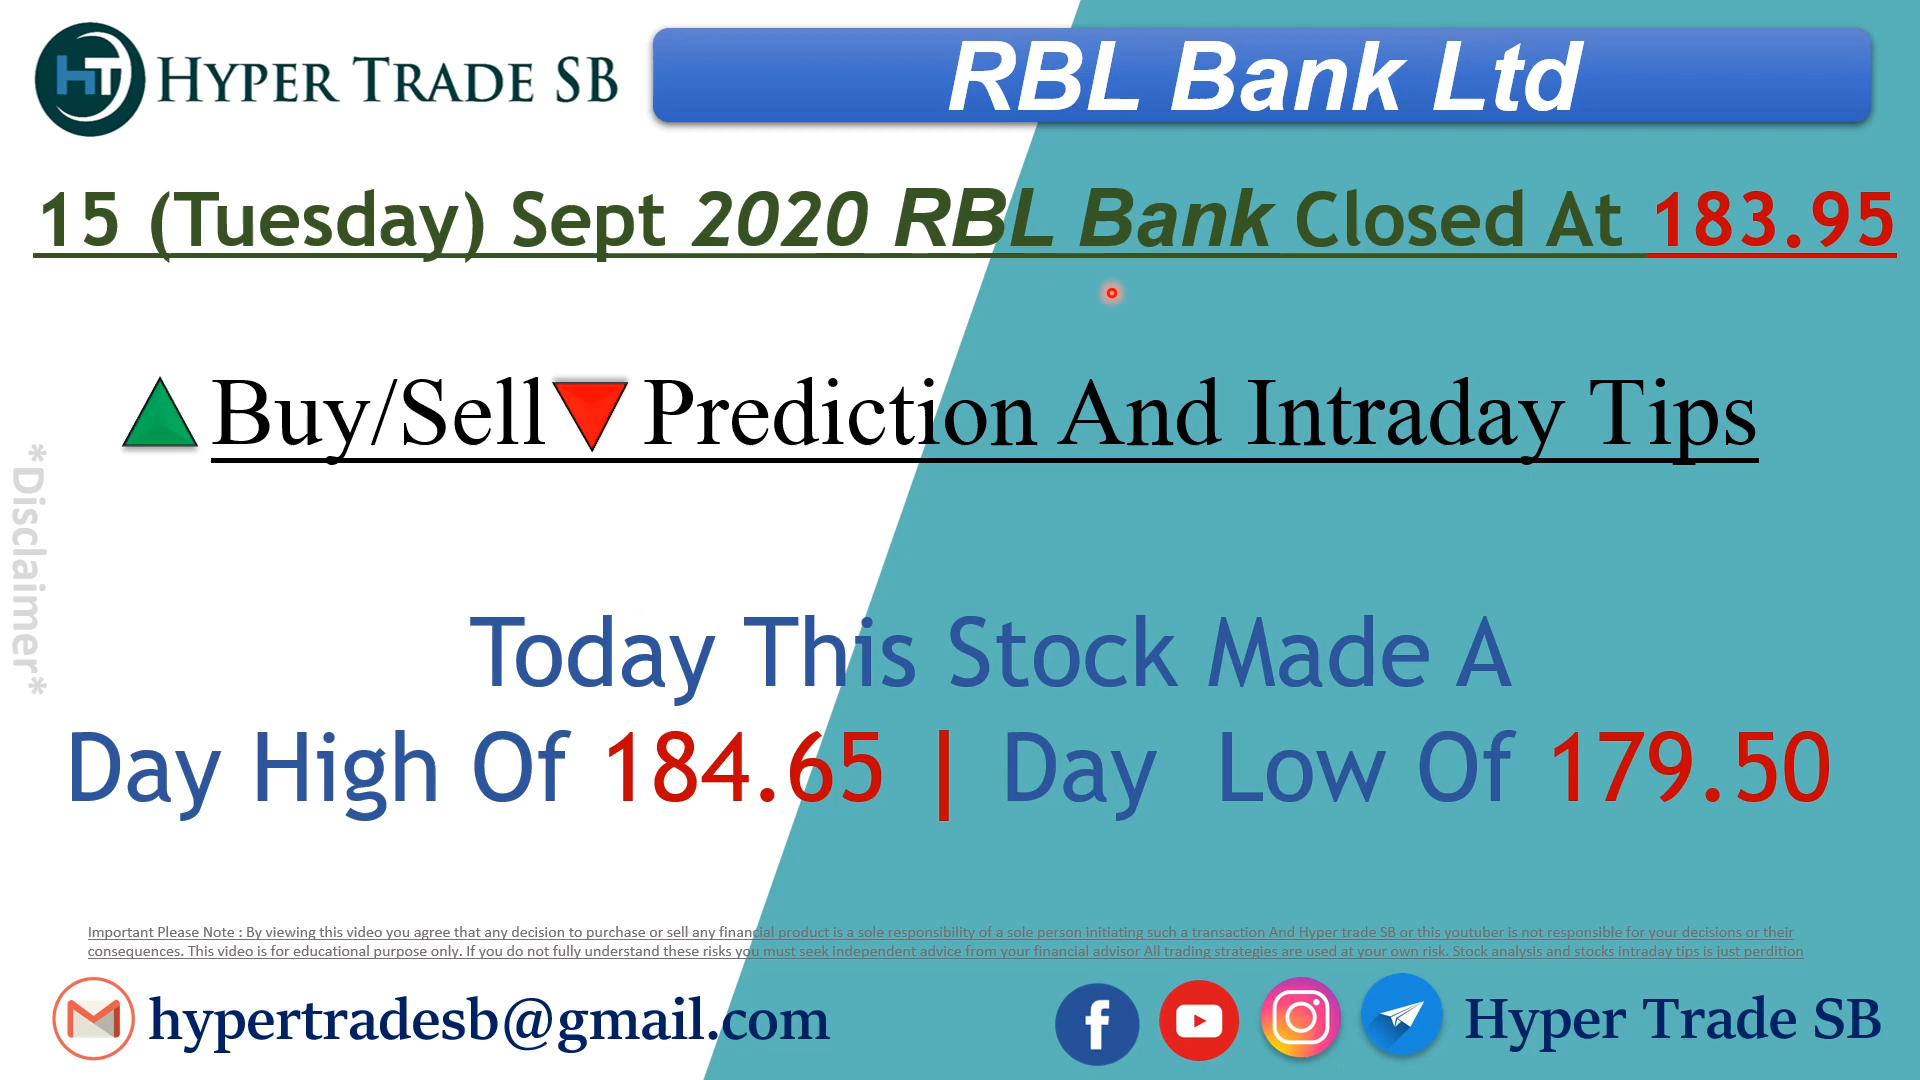 HT HYPER TRADE SB
RBL Bank Ltd
15 (Tuesday) Sept 2020 RBL Bank Closed At 183.95
Buy/Sell Prediction And Intraday Tips
*Disclaimer*
Today This Stock Made A
Day High Of 184.65 | Day Low Of 179.50
Important Please Note : By viewing this video you agree that any decision to purchase or sell any financial product is a sole responsibility of a sole person initiating such a transaction And Hyper trade SB or this youtuber is not responsible for your decisions or their
consequences. This video is for educational purpose only. If you do not fully understand these risks you must seek independent advice from your financial advisor All trading strategies are used at your own risk. Stock analysis and stocks intraday tips is just perdition
hypertradesb@gmail.com
Hyper Trade SB